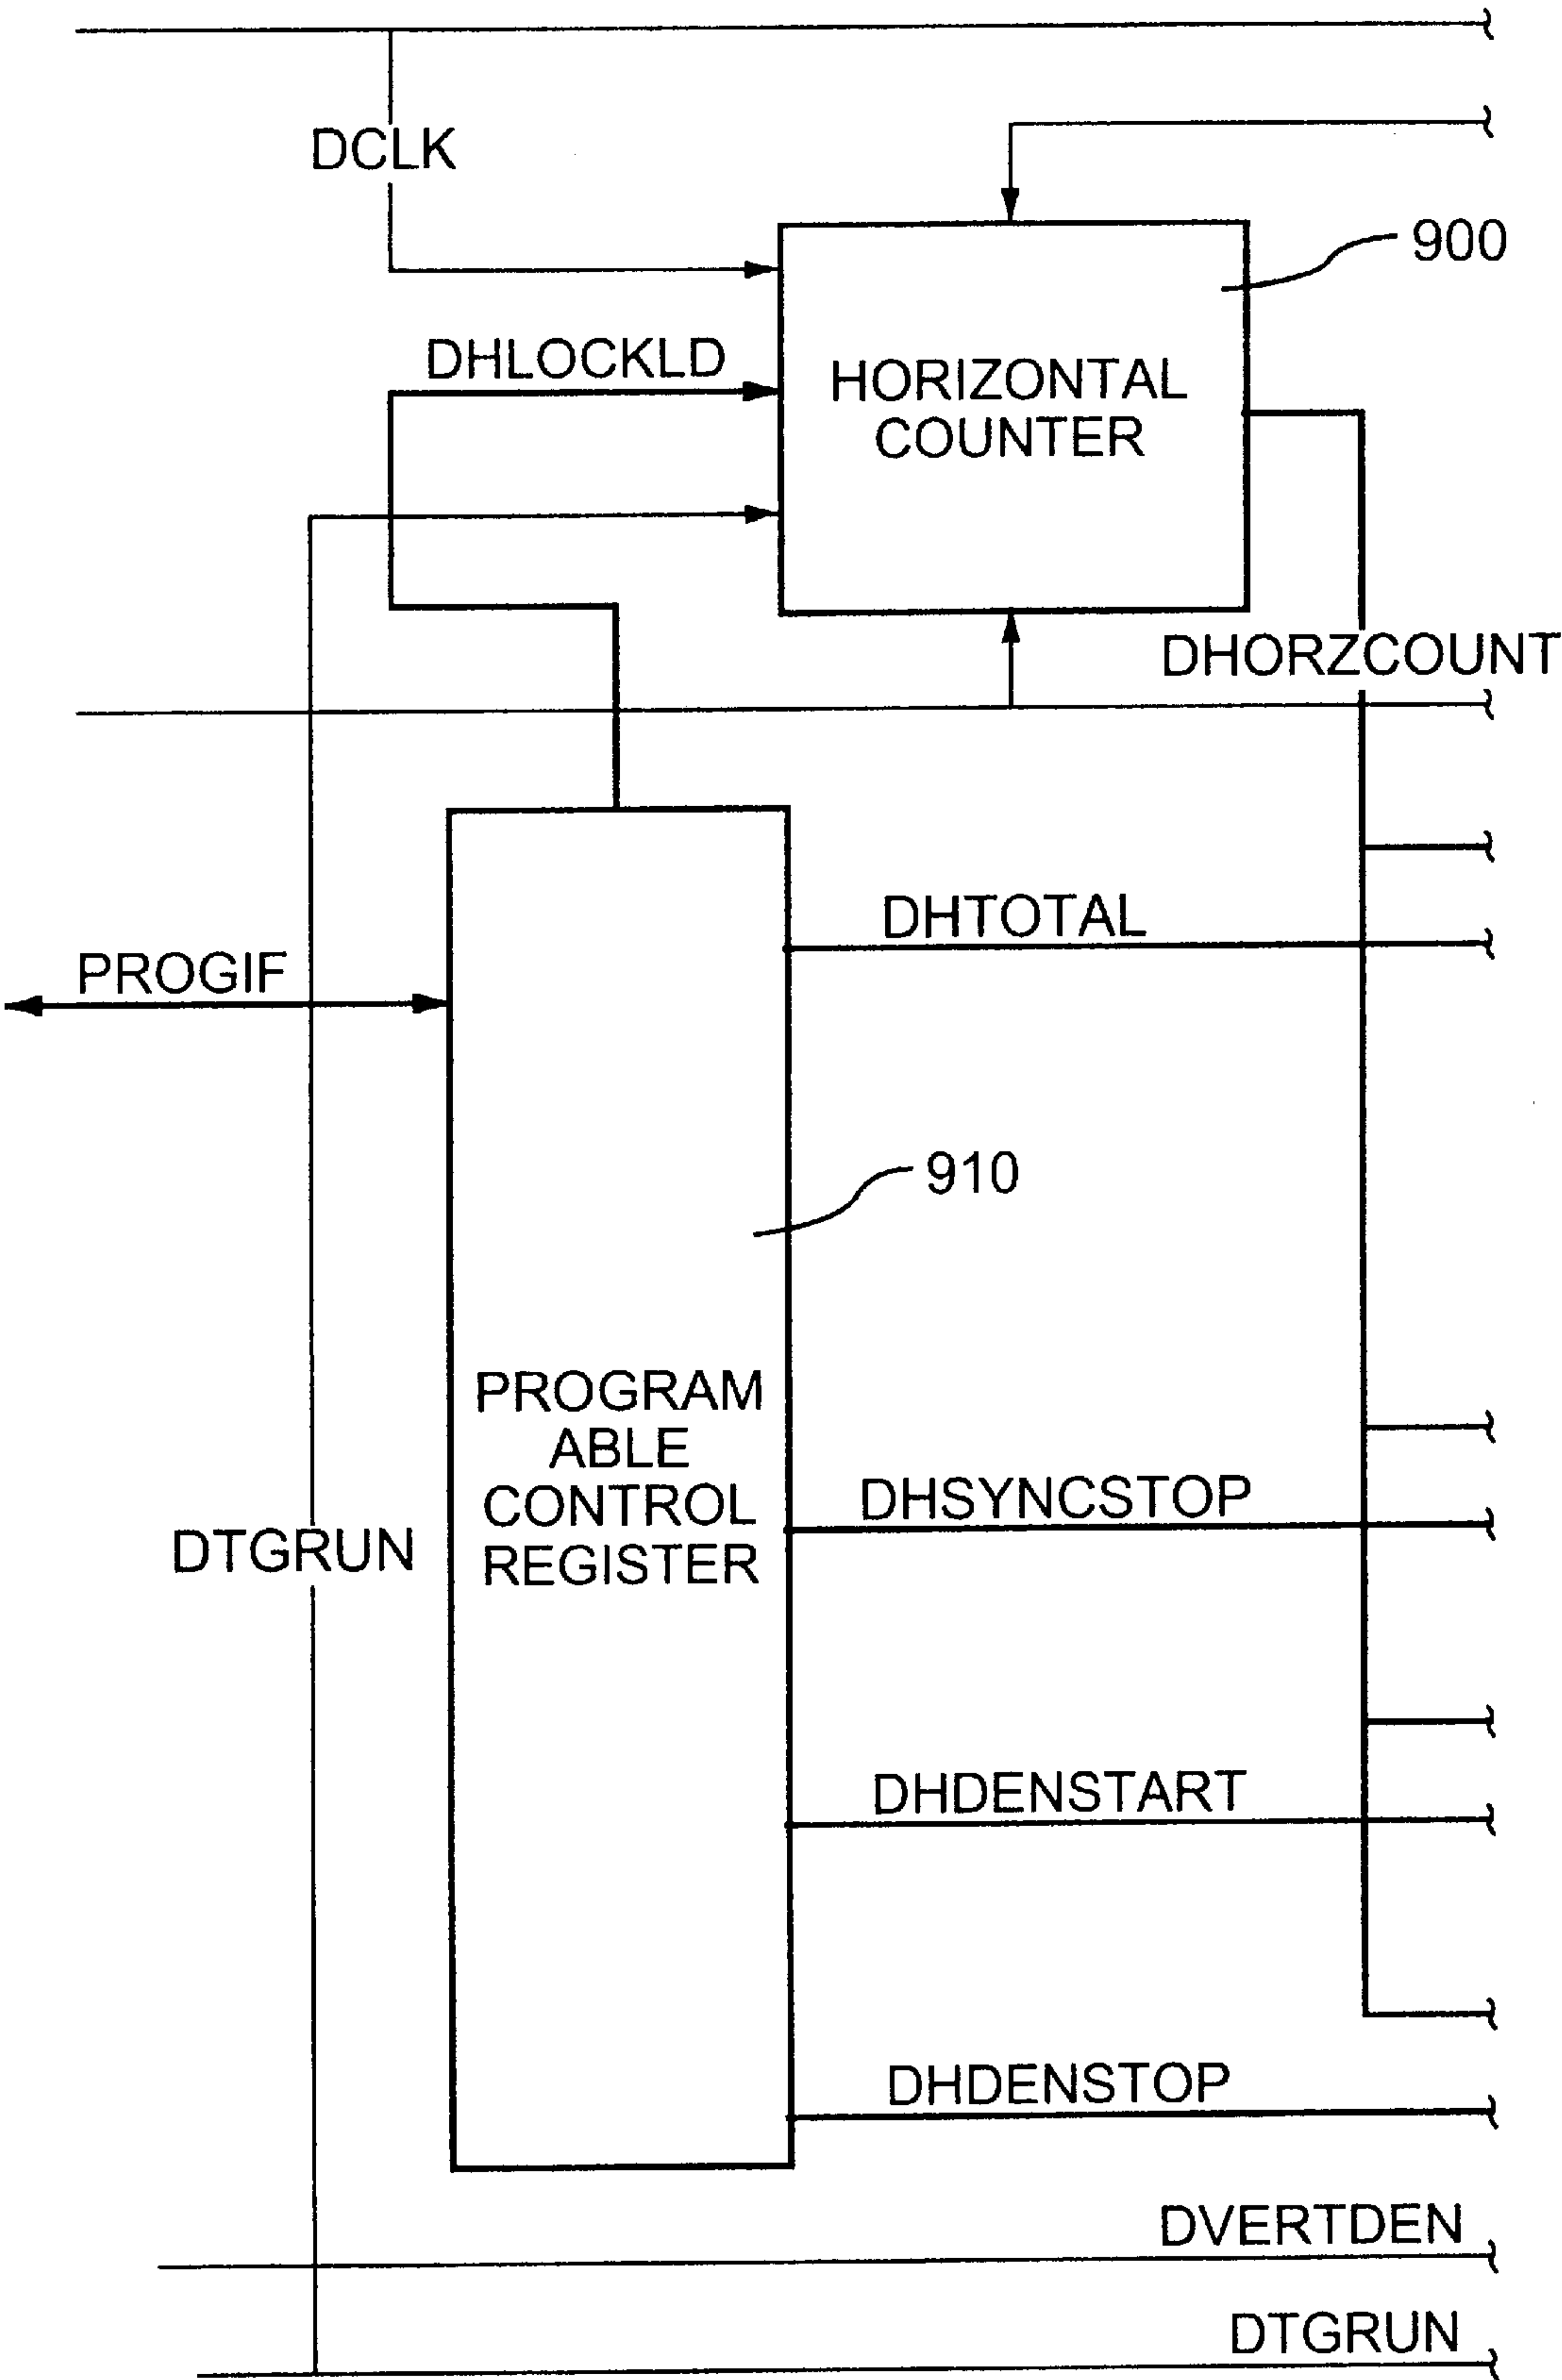 DCLK
900
DHLOCKLD
HORIZONTAL
COUNTER
DHORZCOUNT
DHTOTAL
PROGIF
910
PROGRAM
ABLE
CONTROL
REGISTER
DHSYNCSTOP
DTGRUN
DHDENSTART
DHDENSTOP
DVERTDEN
DTGRUN